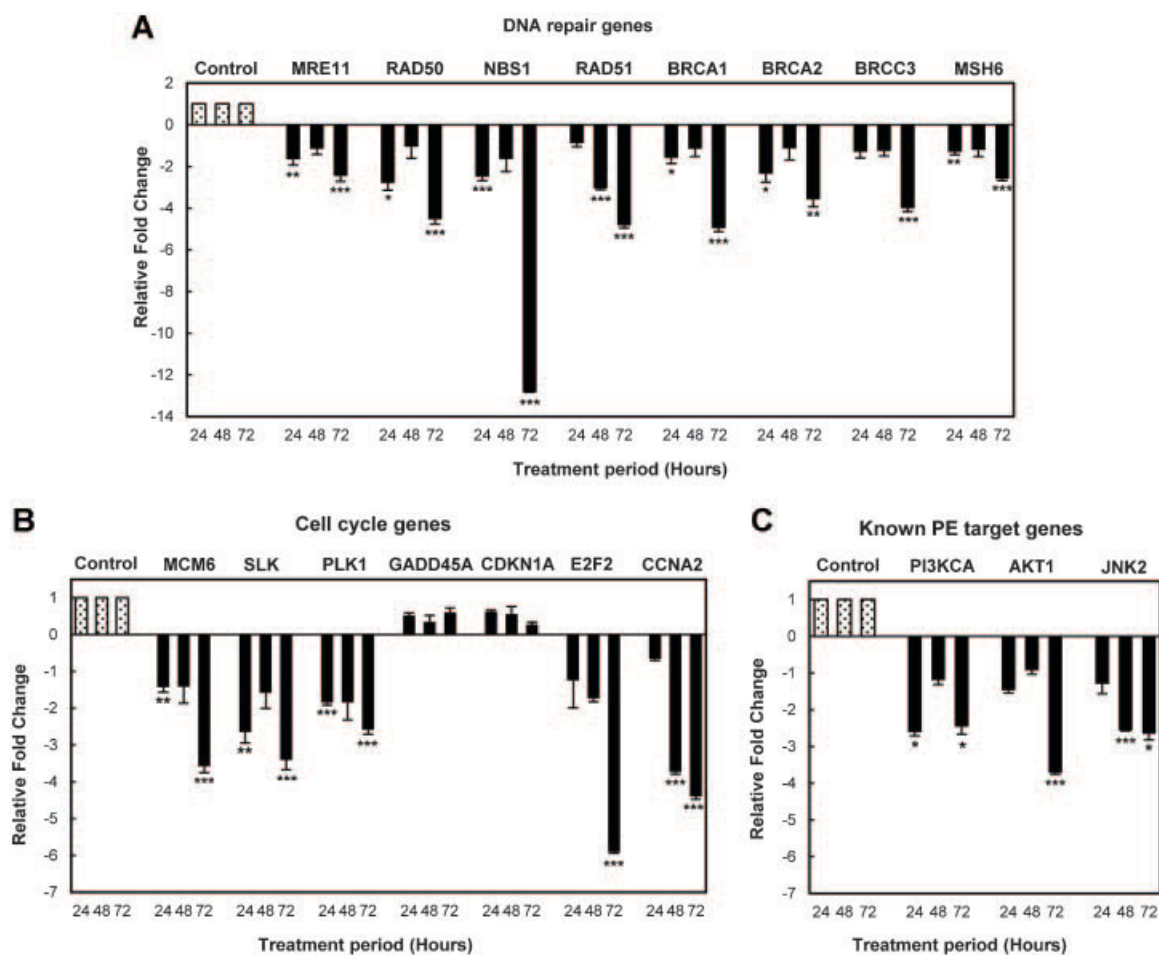 A
DNA repair genes
Control MRE11 RAD50 NBS1 RAD51 BRCA1 BRCA2 BRCC3 MSH6
2
0
-2
-4
-6
-8
-10
-12
-14
Relative Fold Change
** *** * *** *** *** *** *** * *** * ** *** ** ***
24 48 72 24 48 72 24 48 72 24 48 72 24 48 72 24 48 72 24 48 72 24 48 72 24 48 72
Treatment period (Hours)
B
Cell cycle genes
Control MCM6 SLK PLK1 GADD45A CDKN1A E2F2 CCNA2
1
0
-1
-2
-3
-4
-5
-6
-7
Relative Fold Change
** *** ** *** *** *** *** *** ***
24 48 72 24 48 72 24 48 72 24 48 72 24 48 72 24 48 72 24 48 72 24 48 72
Treatment period (Hours)
C
Known PE target genes
Control PI3KCA AKT1 JNK2
1
0
-1
-2
-3
-4
-5
-6
-7
Relative Fold Change
* * *** *** *
24 48 72 24 48 72 24 48 72 24 48 72
Treatment period (Hours)